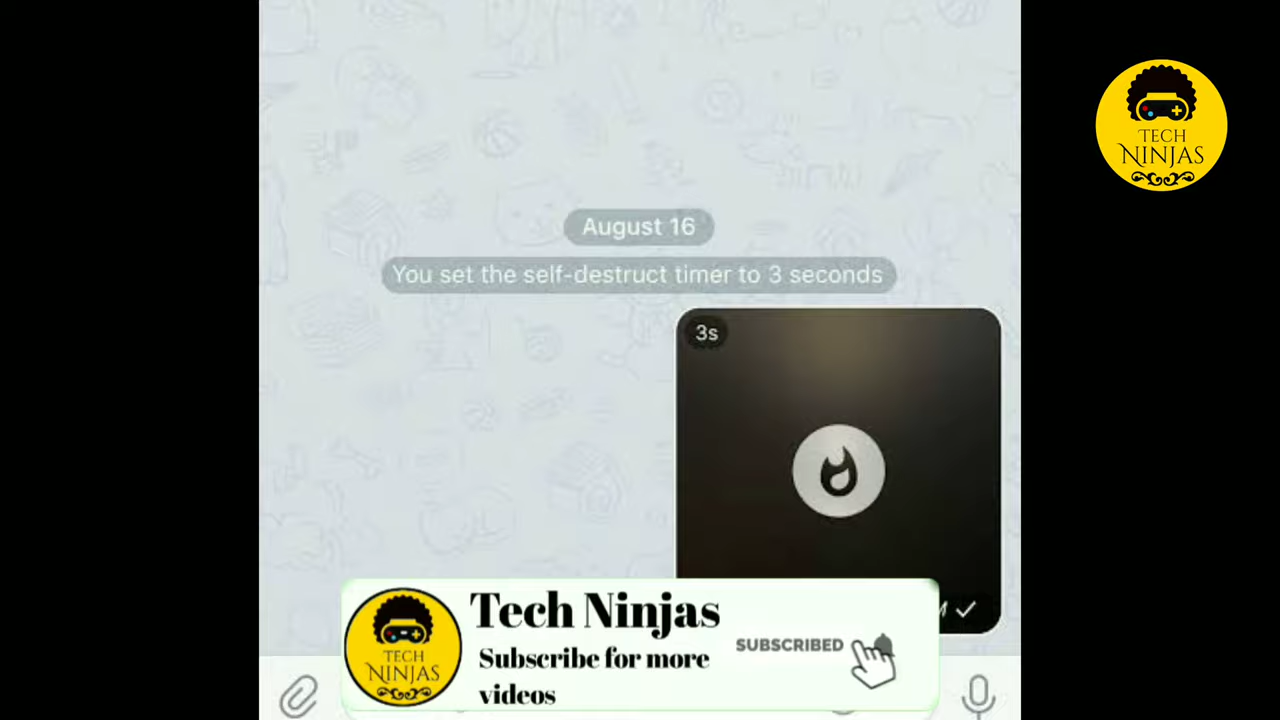 TECH
NINJAS
August 16
You set the self-destruct timer to 3 seconds
3s
Tech Ninjas
Subscribe for more
videos
SUBSCRIBED
TECH
NINJAS